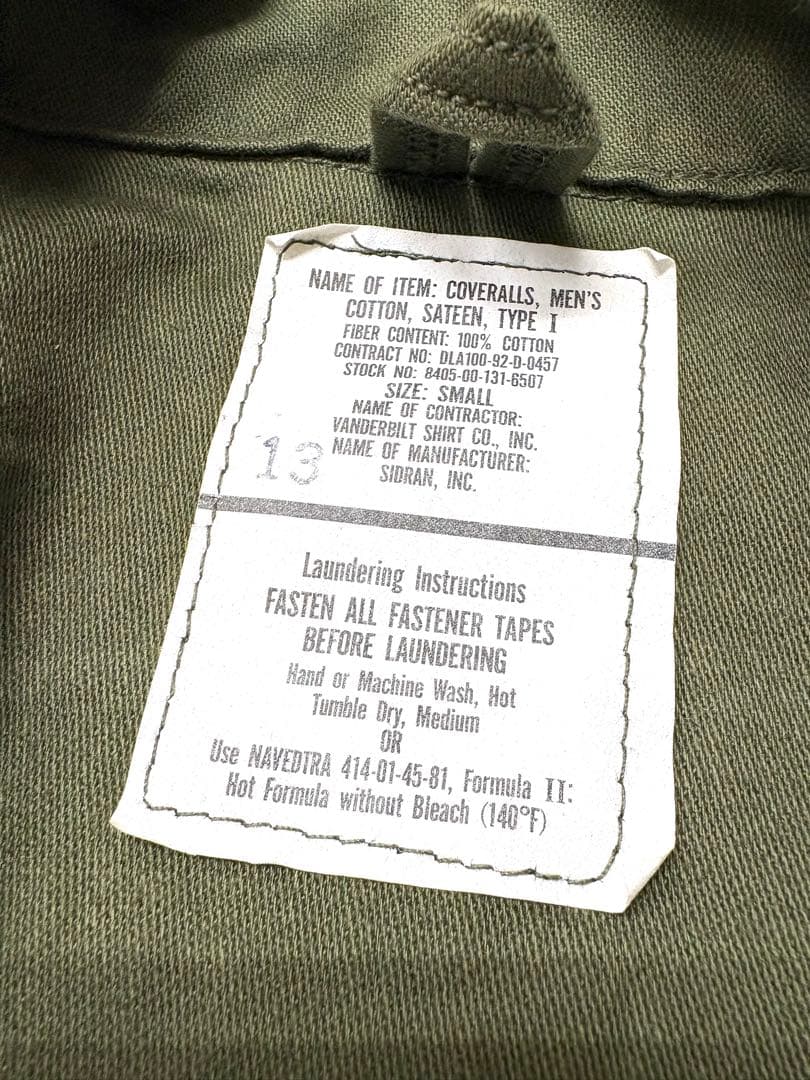 NAME OF ITEM: COVERALLS, MEN'S
COTTON, SATEEN, TYPE I
FIBER CONTENT: 100% COTTON
CONTRACT NO: DLA100-92-D-0457
STOCK NO: 8405-00-131-6507
SIZE: SMALL
NAME OF CONTRACTOR:
VANDERBILT SHIRT CO., INC.
NAME OF MANUFACTURER:
SIDRAN, INC.
13
Laundering Instructions
FASTEN ALL FASTENER TAPES
BEFORE LAUNDERING
Hand or Machine Wash, Hot
Tumble Dry, Medium
OR
Use NAVEDTRA 414-01-45-81, Formula II:
Hot Formula without Bleach (140°F)